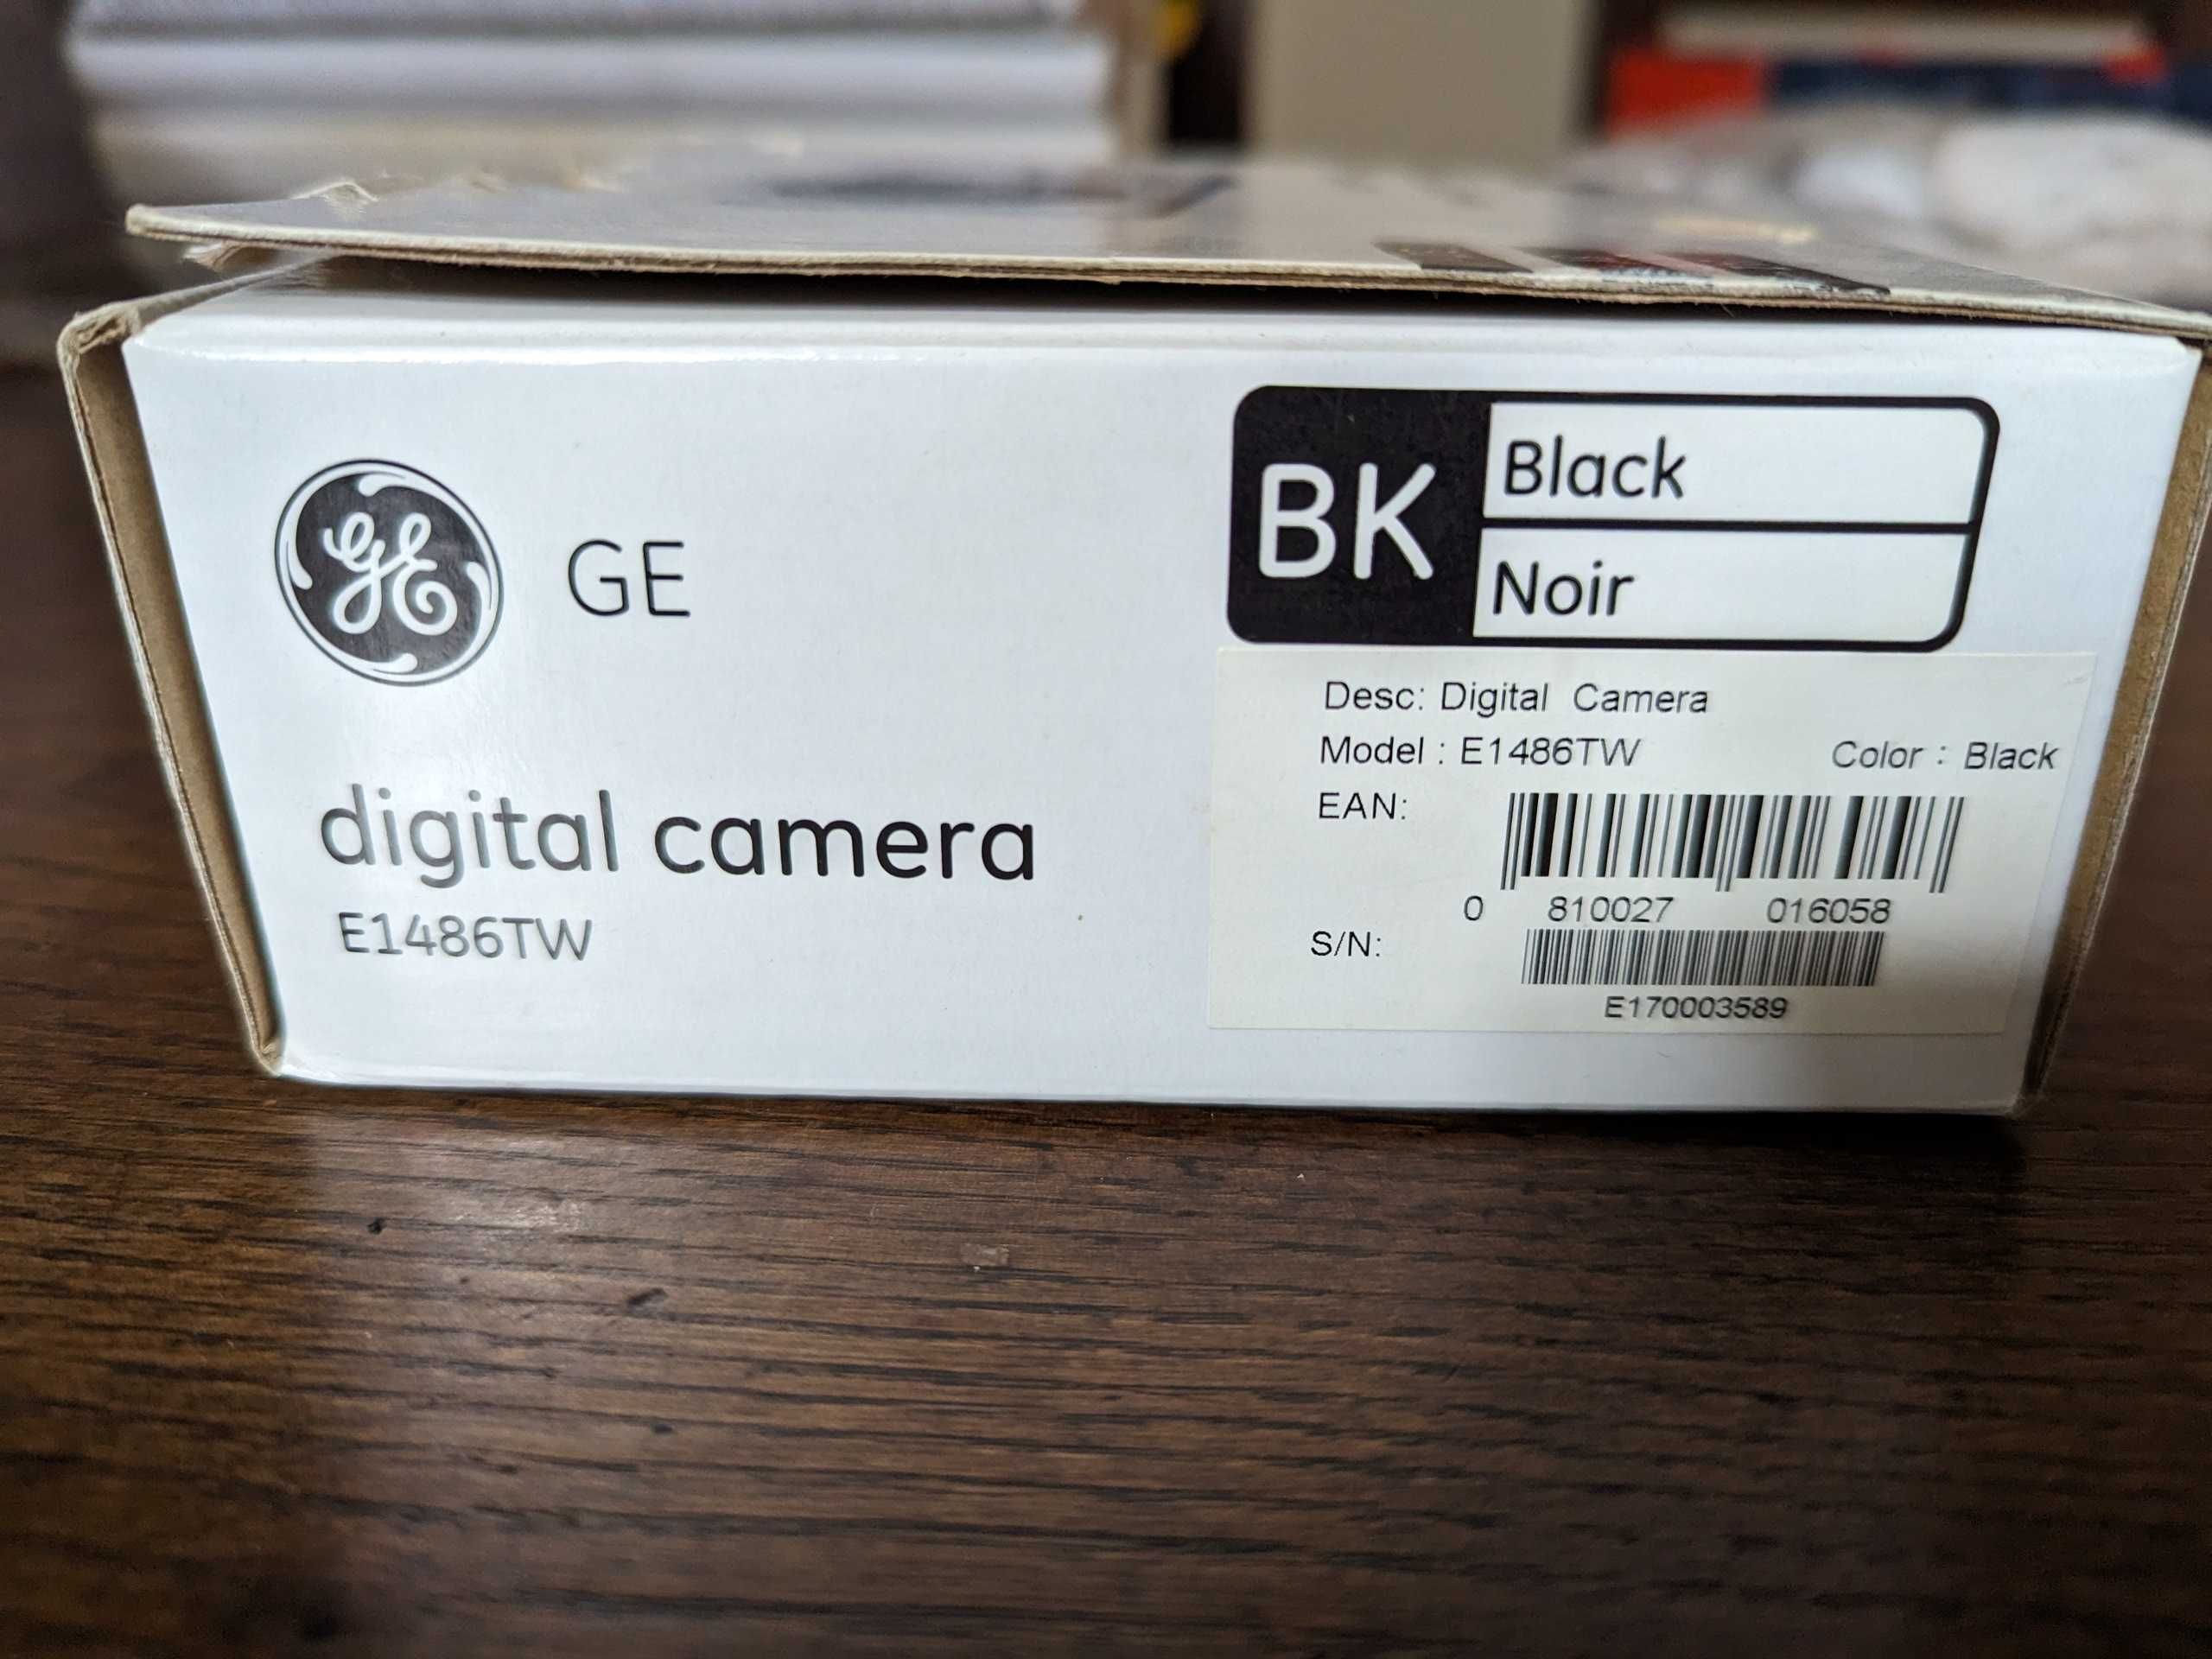 GE
GE
digital camera
E1486TW
BK
Black
Noir
Desc: Digital Camera
Model : E1486TW Color : Black
EAN:
0 810027 016058
S/N:
E170003589